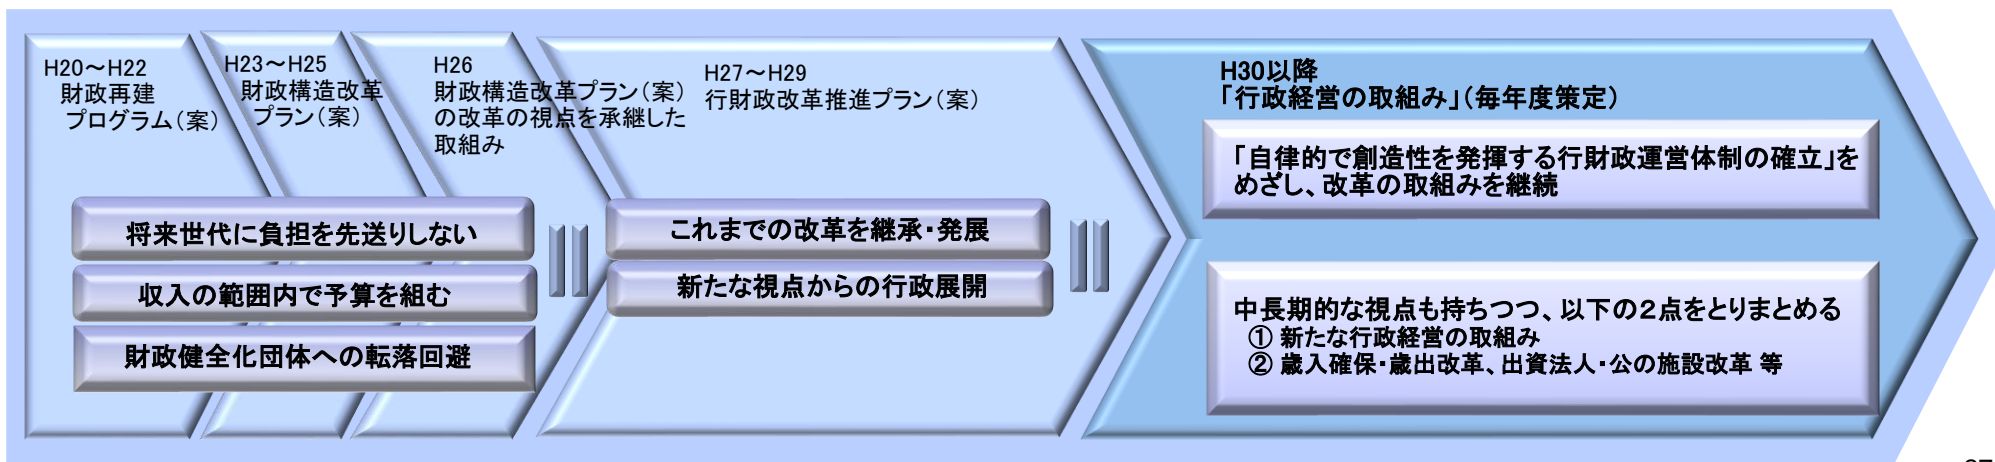 H20～H22
財政再建
プログラム（案）
H23～H25
財政構造改革
プラン（案）
H26
財政構造改革プラン（案）
の改革の視点を承継した
取組み
H27～H29
行財政改革推進プラン（案）
H30以降
「行政経営の取組み」（毎年度策定）
将来世代に負担を先送りしない
収入の範囲内で予算を組む
財政健全化団体への転落回避
これまでの改革を継承・発展
新たな視点からの行政展開
「自律的で創造性を発揮する行財政運営体制の確立」を
めざし、改革の取組みを継続
中長期的な視点も持ちつつ、以下の２点をとりまとめる
① 新たな行政経営の取組み
② 歳入確保・歳出改革、出資法人・公の施設改革 等